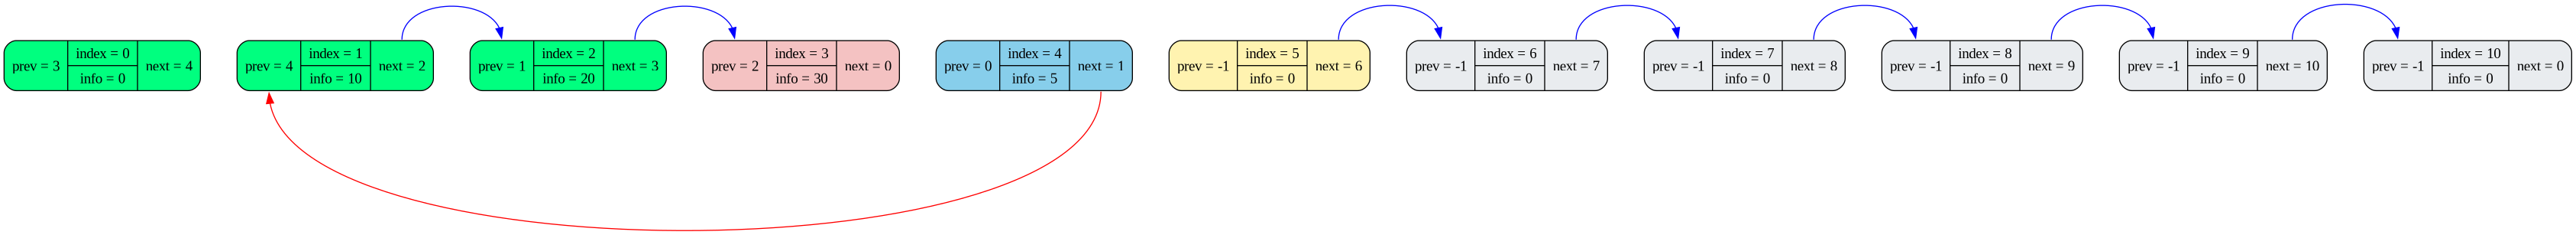 prev = 3
index = 0
info = 0
next = 4
prev = 4
index = 1
info = 10
next = 2
prev = 1
index = 2
info = 20
next = 3
prev = 2
index = 3
info = 30
next = 0
prev = 0
index = 4
info = 5
next = 1
prev = -1
index = 5
info = 0
next = 6
prev = -1
index = 6
info = 0
next = 7
prev = -1
index = 7
info = 0
next = 8
prev = -1
index = 8
info = 0
next = 9
prev = -1
index = 9
info = 0
next = 10
prev = -1
index = 10
info = 0
next = 0